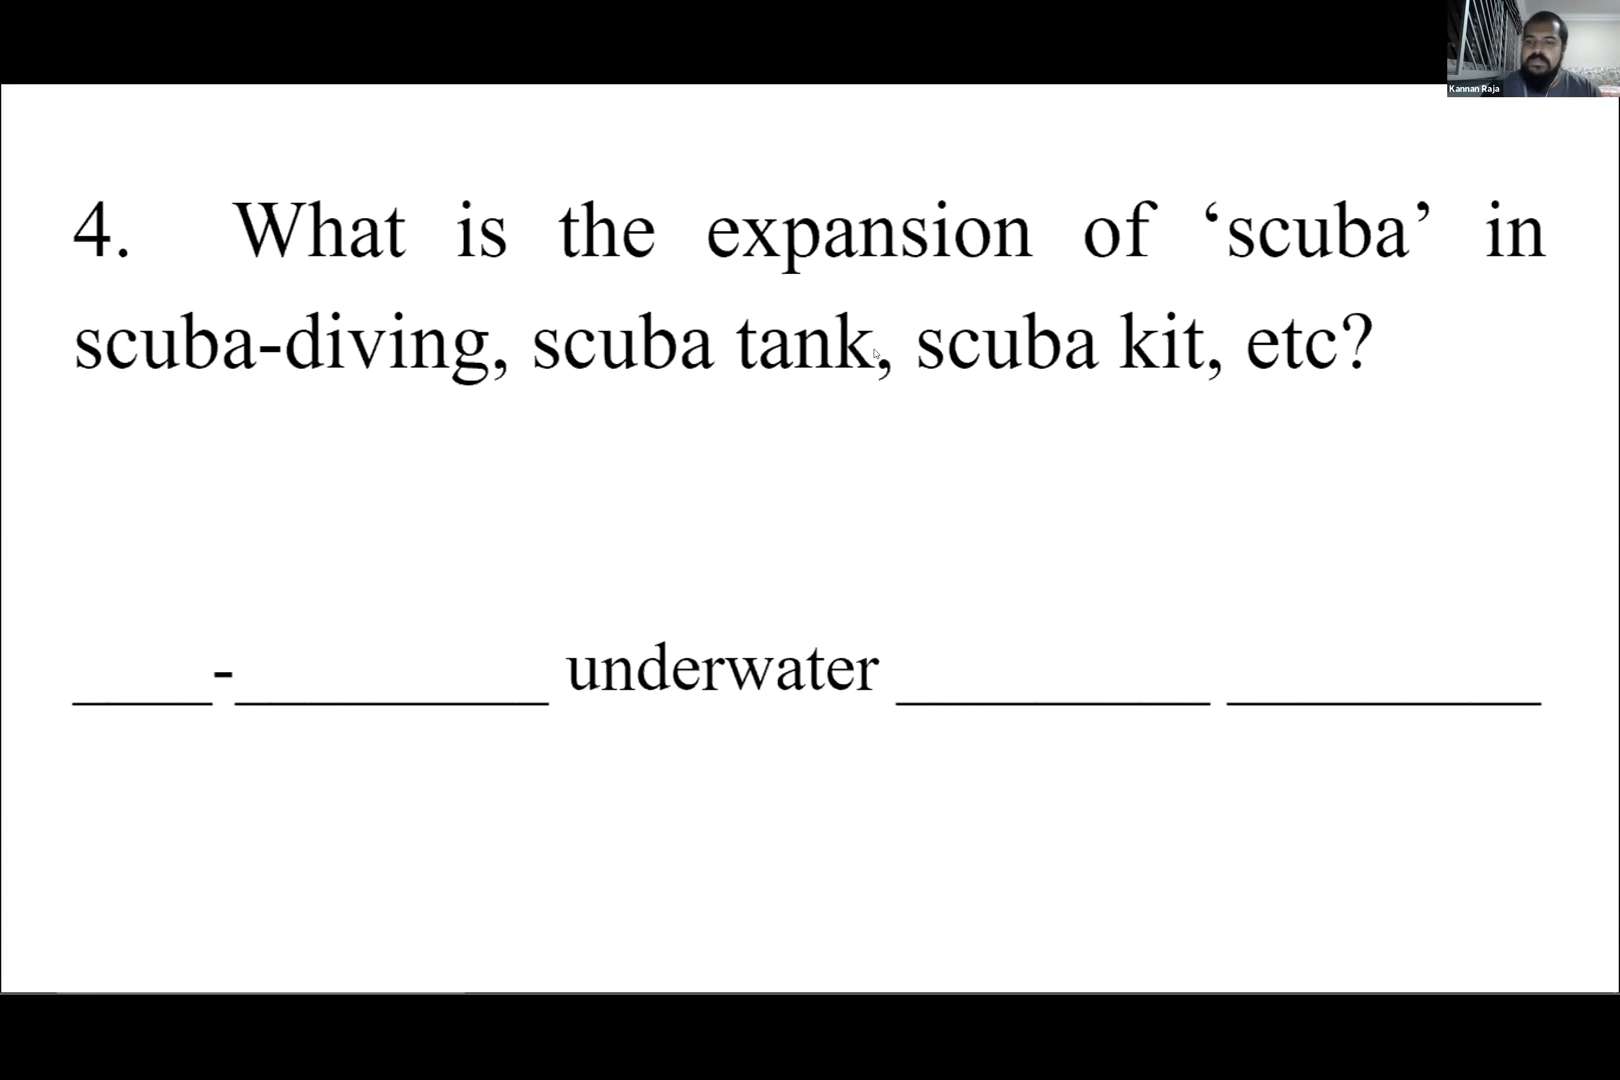 Kannan Raja
4. What is the expansion of ‘scuba’ in
scuba-diving, scuba tank, scuba kit, etc?
____-_________ underwater _________ _________